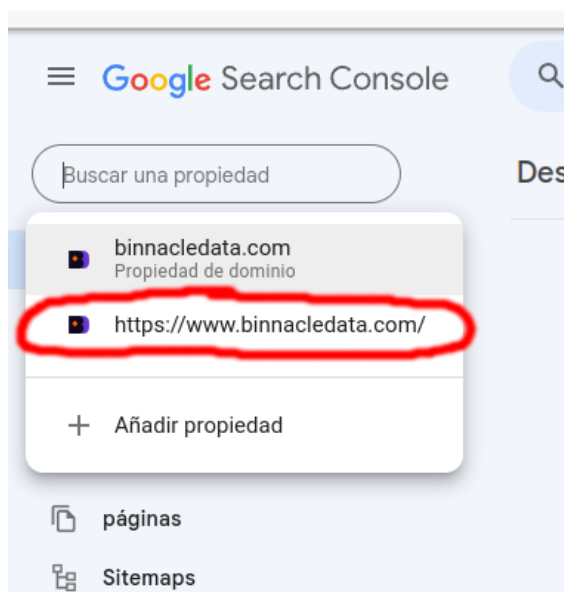 Google Search Console
Buscar una propiedad
Des
binnacledata.com
Propiedad de dominio
https://www.binnacledata.com/
Añadir propiedad
páginas
Sitemaps